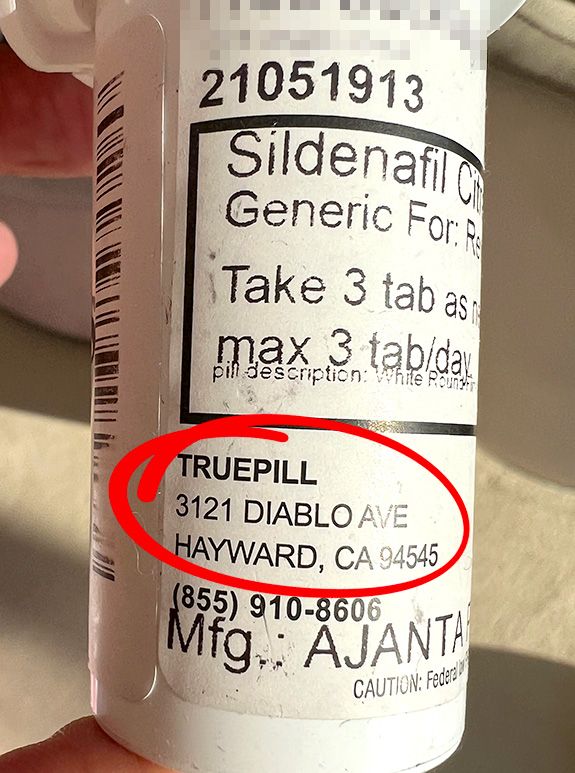 21051913
Sildenafil
Generic For: Re
Take 3 tab as
max 3 tab/day
pill description: White Round
TRUEPILL
3121 DIABLO AVE
HAYWARD, CA 94545
(855) 910-8606
Mfg.: AJANTA
CAUTION: Federal